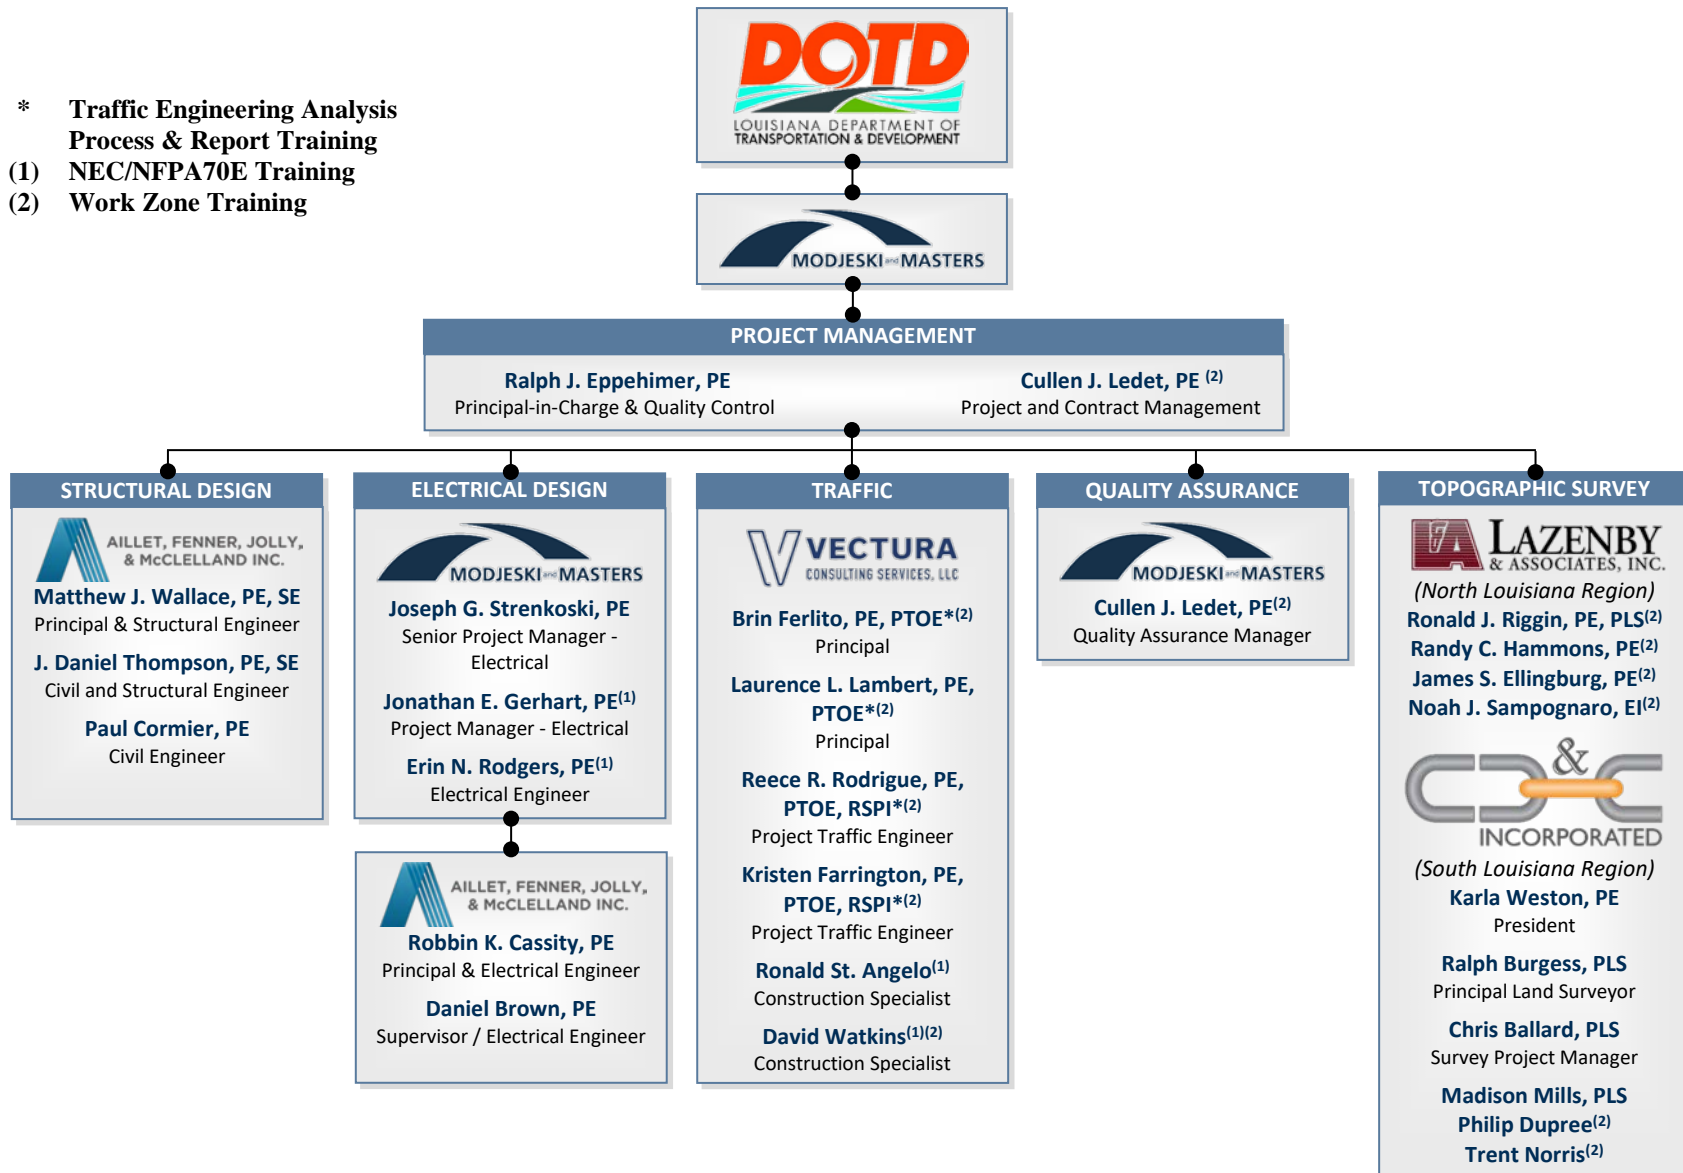 DOTD
LOUISIANA DEPARTMENT OF
TRANSPORTATION & DEVELOPMENT
* Traffic Engineering Analysis
Process & Report Training
(1) NEC/NFPA70E Training
(2) Work Zone Training
MODJESKI and MASTERS
PROJECT MANAGEMENT
Ralph J. Eppehimer, PE
Principal-in-Charge & Quality Control
Cullen J. Ledet, PE (2)
Project and Contract Management
STRUCTURAL DESIGN
AILLET, FENNER, JOLLY,
& McCLELLAND INC.
Matthew J. Wallace, PE, SE
Principal & Structural Engineer
J. Daniel Thompson, PE, SE
Civil and Structural Engineer
Paul Cormier, PE
Civil Engineer
ELECTRICAL DESIGN
MODJESKI and MASTERS
Joseph G. Strenkoski, PE
Senior Project Manager -
Electrical
Jonathan E. Gerhart, PE(1)
Project Manager - Electrical
Erin N. Rodgers, PE(1)
Electrical Engineer
AILLET, FENNER, JOLLY,
& McCLELLAND INC.
Robbin K. Cassity, PE
Principal & Electrical Engineer
Daniel Brown, PE
Supervisor / Electrical Engineer
TRAFFIC
V VECTURA
CONSULTING SERVICES, LLC
Brin Ferlito, PE, PTOE*(2)
Principal
Laurence L. Lambert, PE,
PTOE*(2)
Principal
Reece R. Rodrigue, PE,
PTOE, RSPI*(2)
Project Traffic Engineer
Kristen Farrington, PE,
PTOE, RSPI*(2)
Project Traffic Engineer
Ronald St. Angelo(1)
Construction Specialist
David Watkins(1)(2)
Construction Specialist
QUALITY ASSURANCE
MODJESKI and MASTERS
Cullen J. Ledet, PE(2)
Quality Assurance Manager
TOPOGRAPHIC SURVEY
L&A LAZENBY
& ASSOCIATES, INC.
(North Louisiana Region)
Ronald J. Riggin, PE, PLS(2)
Randy C. Hammons, PE(2)
James S. Ellingburg, PE(2)
Noah J. Sampognaro, EI(2)
C&C
INCORPORATED
(South Louisiana Region)
Karla Weston, PE
President
Ralph Burgess, PLS
Principal Land Surveyor
Chris Ballard, PLS
Survey Project Manager
Madison Mills, PLS
Philip Dupree(2)
Trent Norris(2)